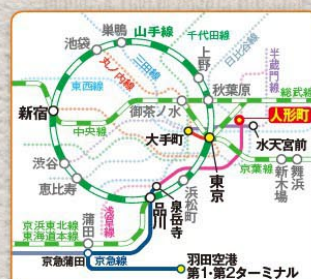 巣鴨
山手線
千代田線
池袋
丸ノ内線
三田線
上野
日比谷線
半蔵門線
東西線
秋葉原
総武線
新宿
御茶ノ水
人形町
中央線
大手町
水天宮前
渋谷
東京
京葉線
新木場
舞浜
恵比寿
浅草線
品川
泉岳寺
浜松町
京浜東北線
東海道本線
蒲田
京急蒲田
京急線
羽田空港
第1・第2ターミナル